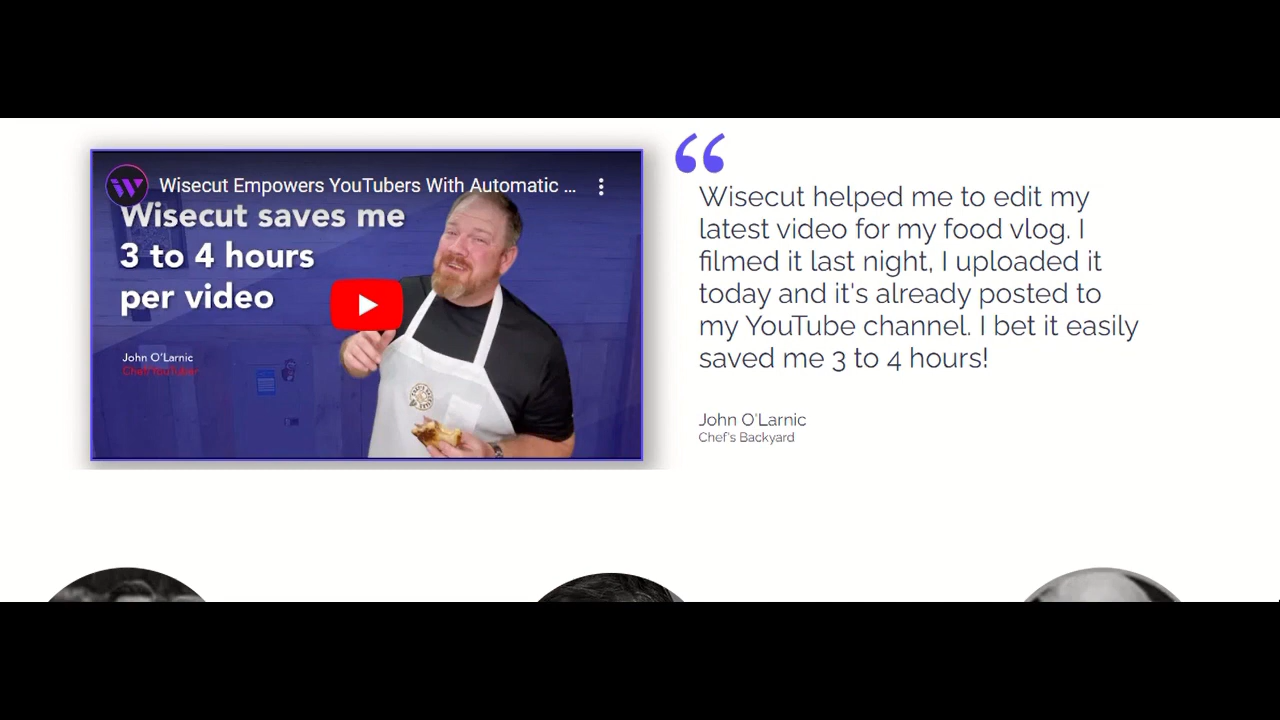 Wisecut Empowers YouTubers With Automatic ...
Wisecut saves me
3 to 4 hours
per video
John O'Larnic
Chef/YouTuber
“
Wisecut helped me to edit my
latest video for my food vlog. I
filmed it last night, I uploaded it
today and it's already posted to
my YouTube channel. I bet it easily
saved me 3 to 4 hours!
John O'Larnic
Chef's Backyard